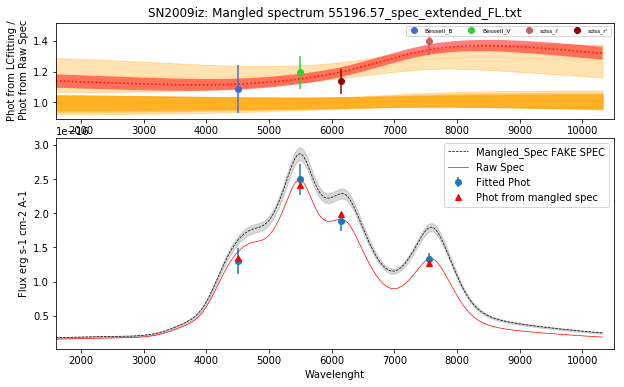 SN2009iz: Mangled spectrum 55196.57_spec_extended_FL.txt
Phot from LCfitting /
Phot from Raw Spec
1.4
1.2
1.0
Bessell_B
Bessell_V
sdss_i'
sdss_r'
2000 3000 4000 5000 6000 7000 8000 9000 10000
1e−16
Flux erg s-1 cm-2 A-1
3.0
2.5
2.0
1.5
1.0
0.5
Mangled_Spec FAKE SPEC
Raw Spec
Fitted Phot
Phot from mangled spec
2000 3000 4000 5000 6000 7000 8000 9000 10000
Wavelenght